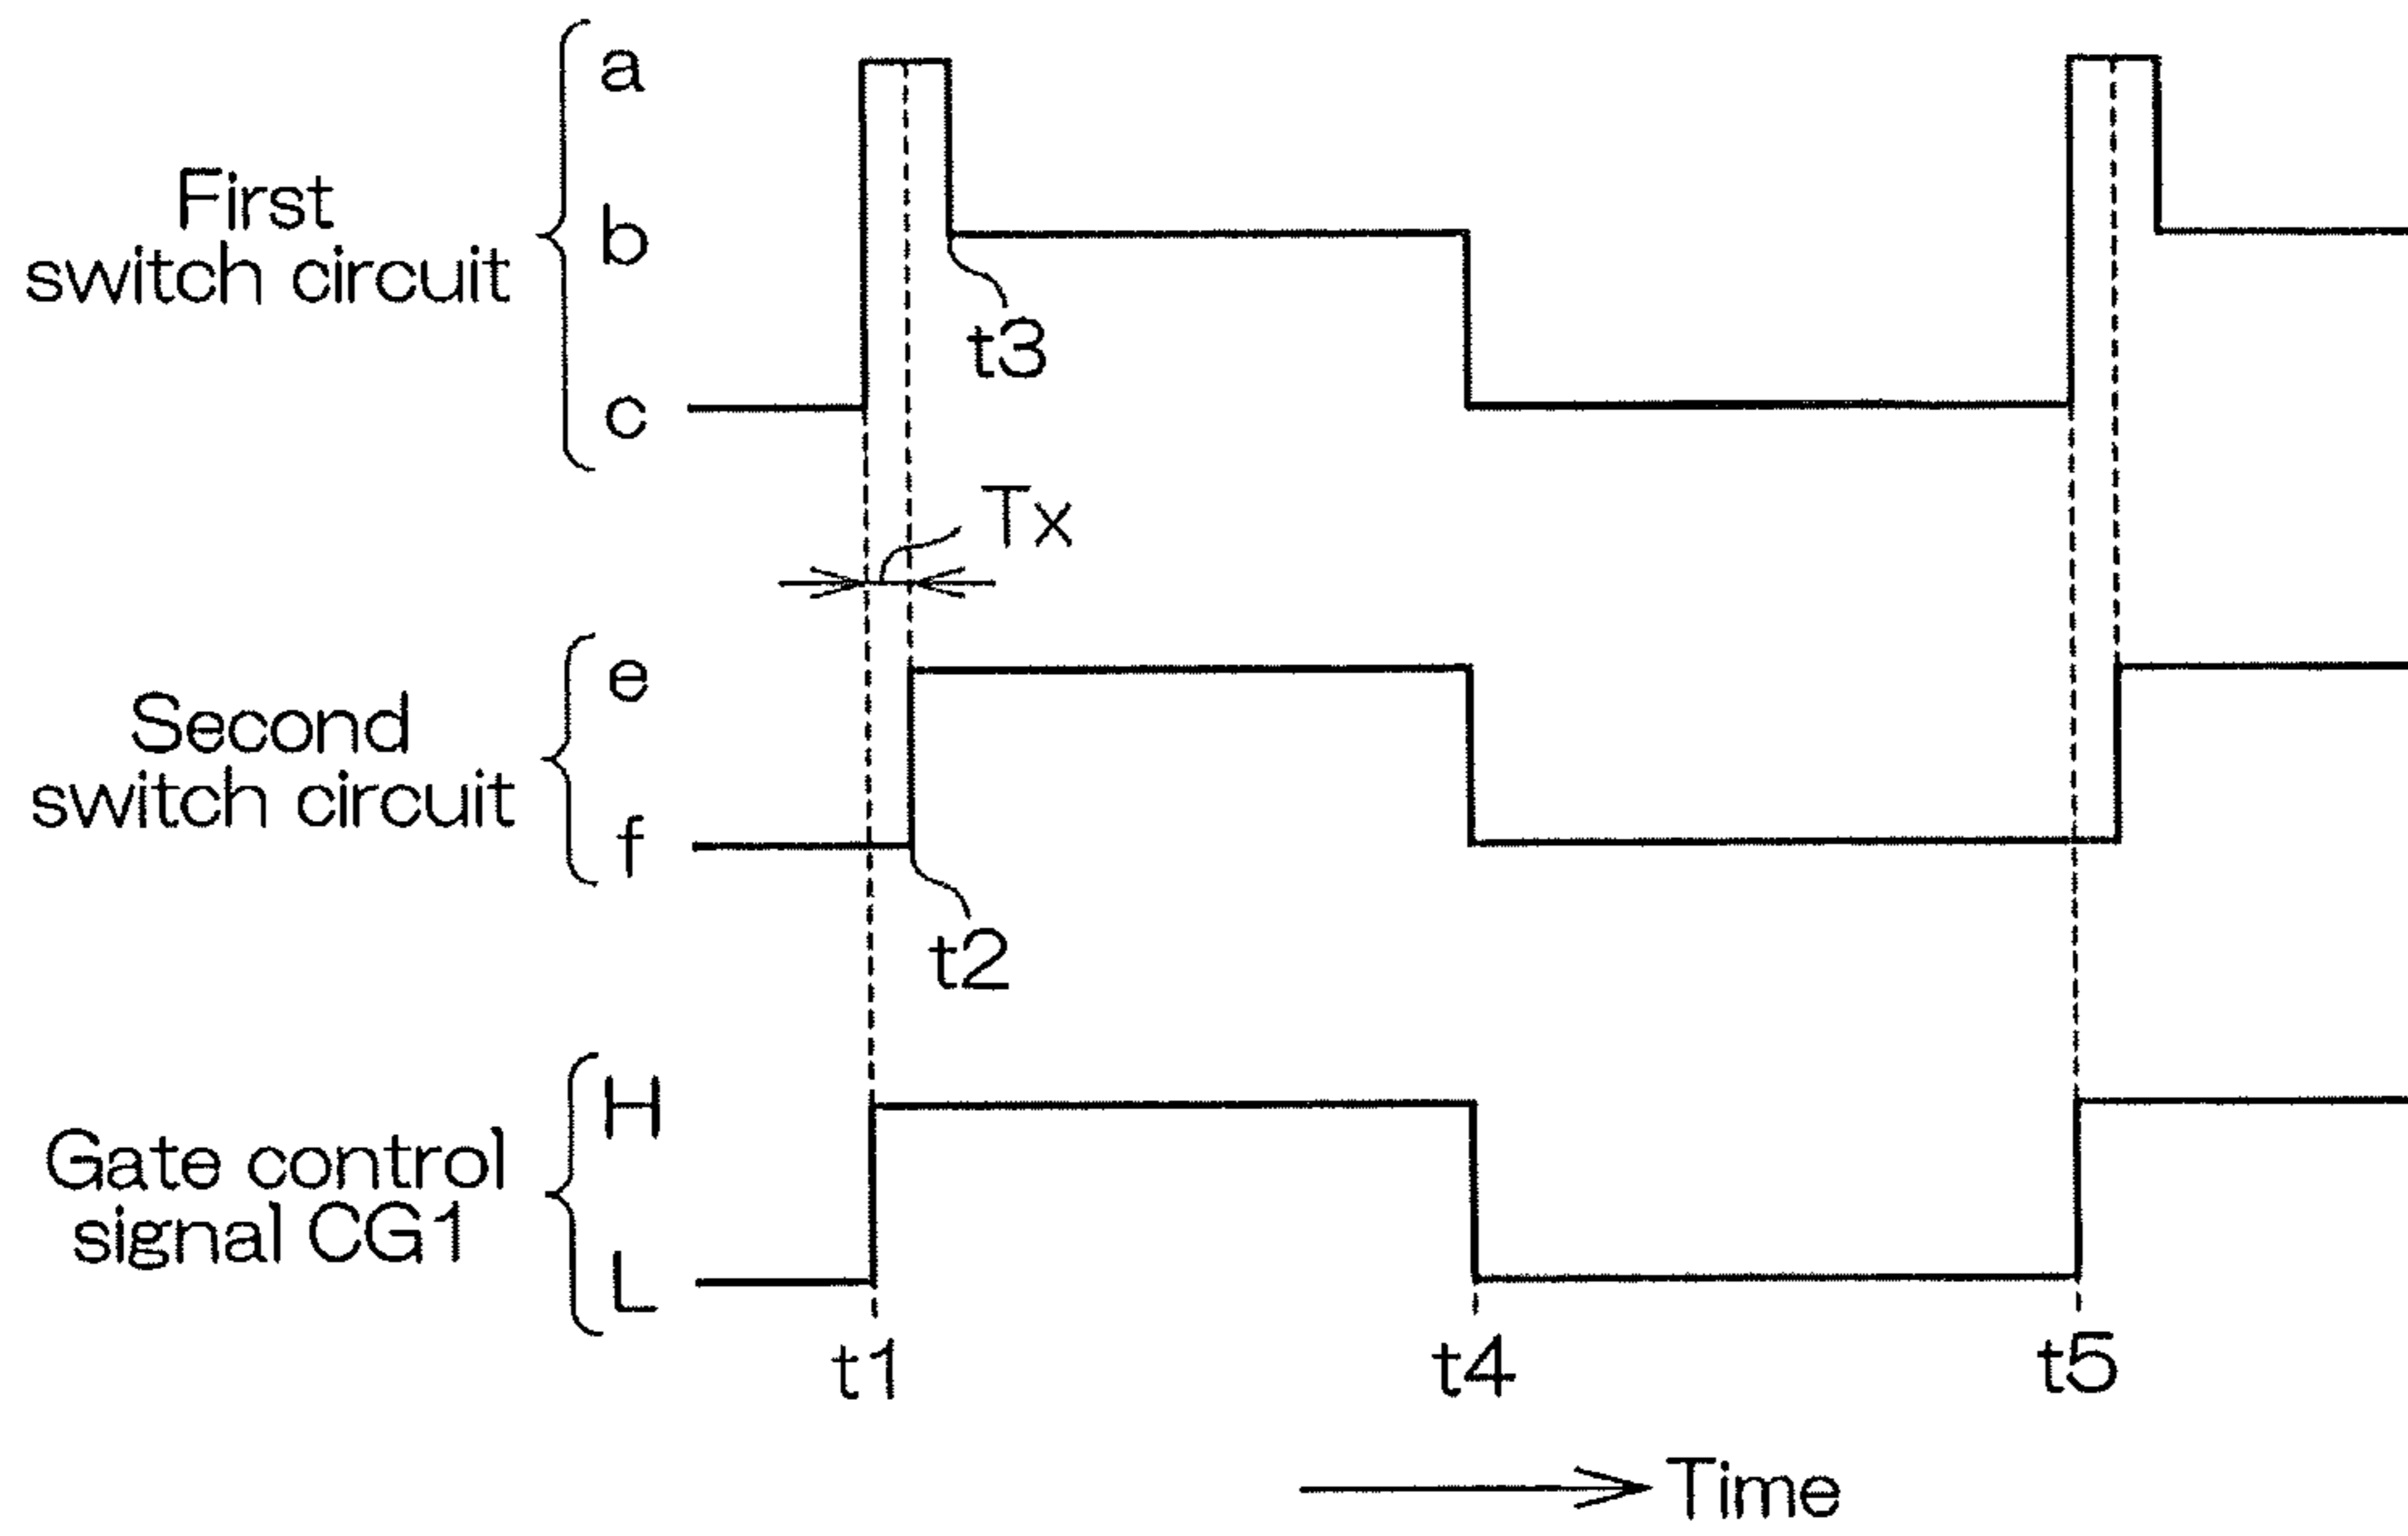 First
switch circuit
a
b
c
t3
Tx
Second
switch circuit
e
f
t2
Gate control
signal CG1
H
L
t1
t4
t5
Time